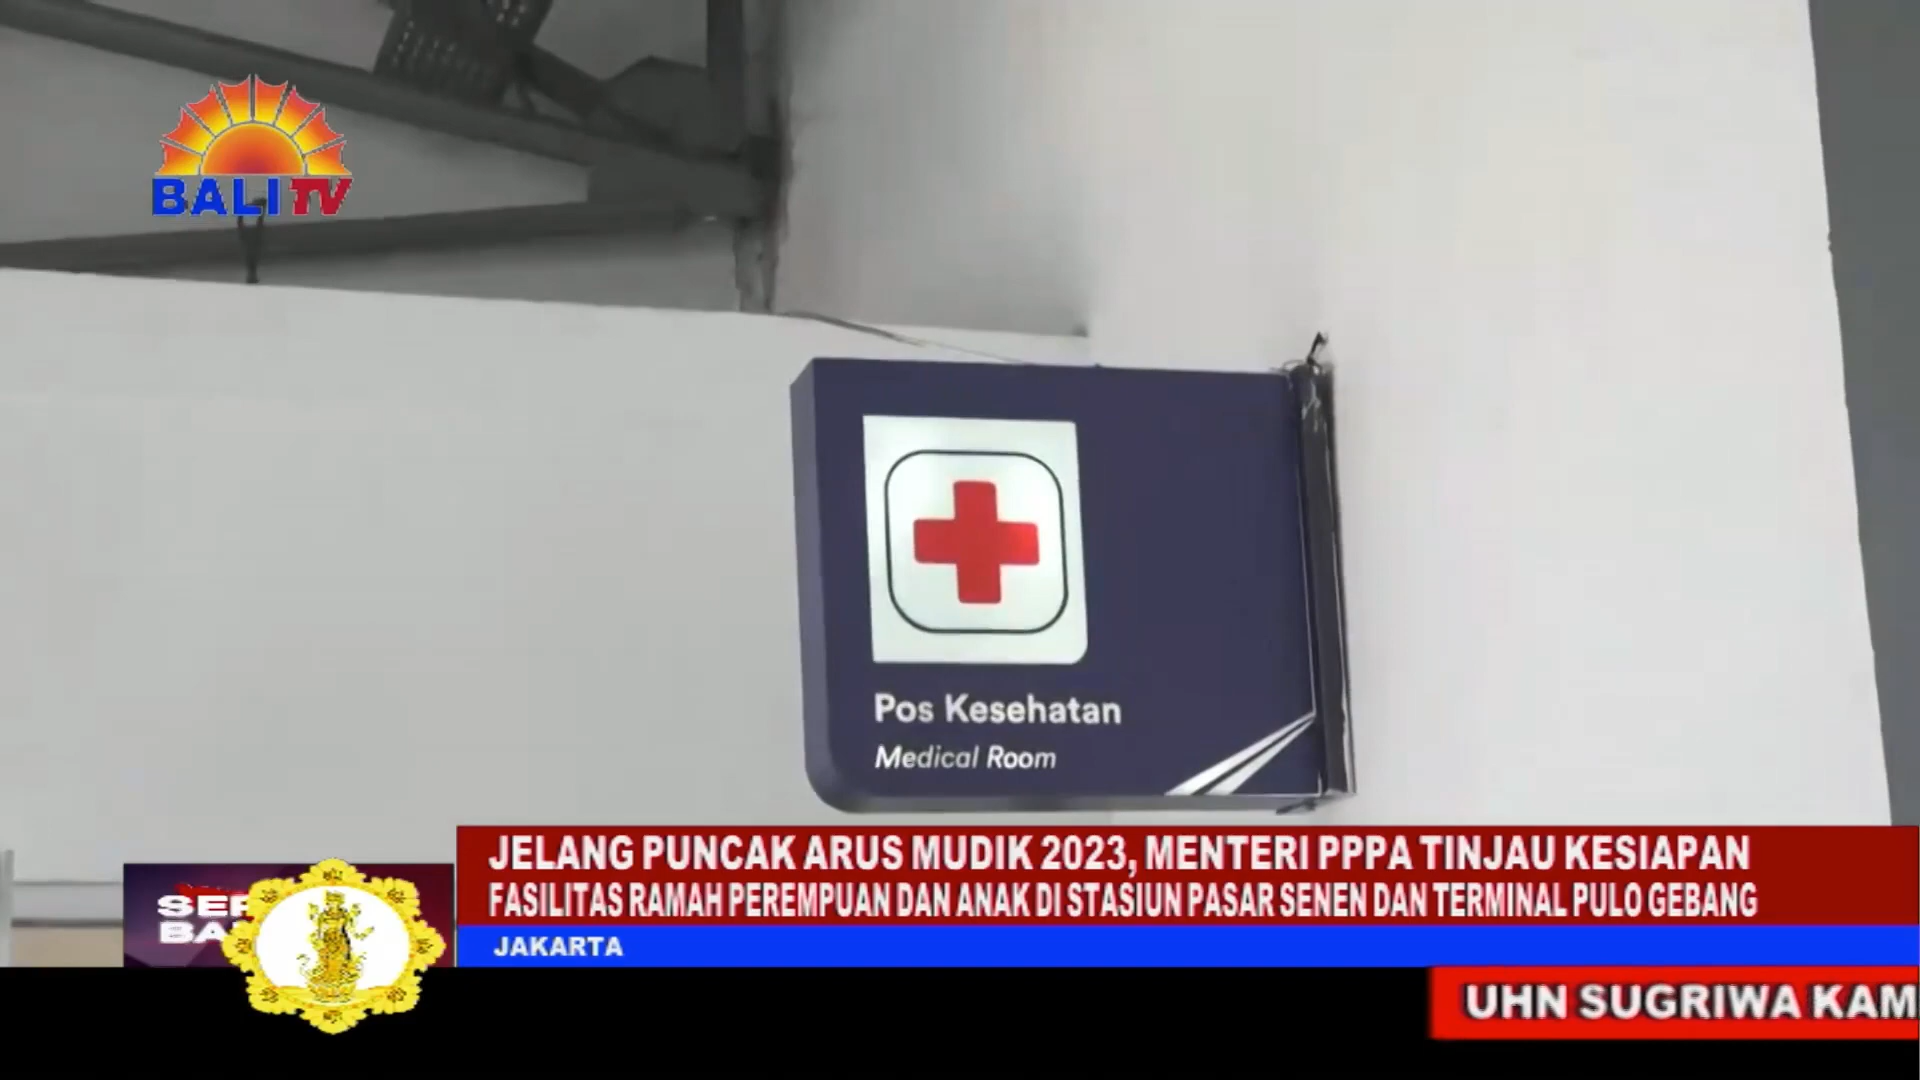 BALI TV
Pos Kesehatan
Medical Room
JELANG PUNCAK ARUS MUDIK 2023, MENTERI PPPA TINJAU KESIAPAN
FASILITAS RAMAH PEREMPUAN DAN ANAK DI STASIUN PASAR SENEN DAN TERMINAL PULO GEBANG
JAKARTA
UHN SUGRIWA